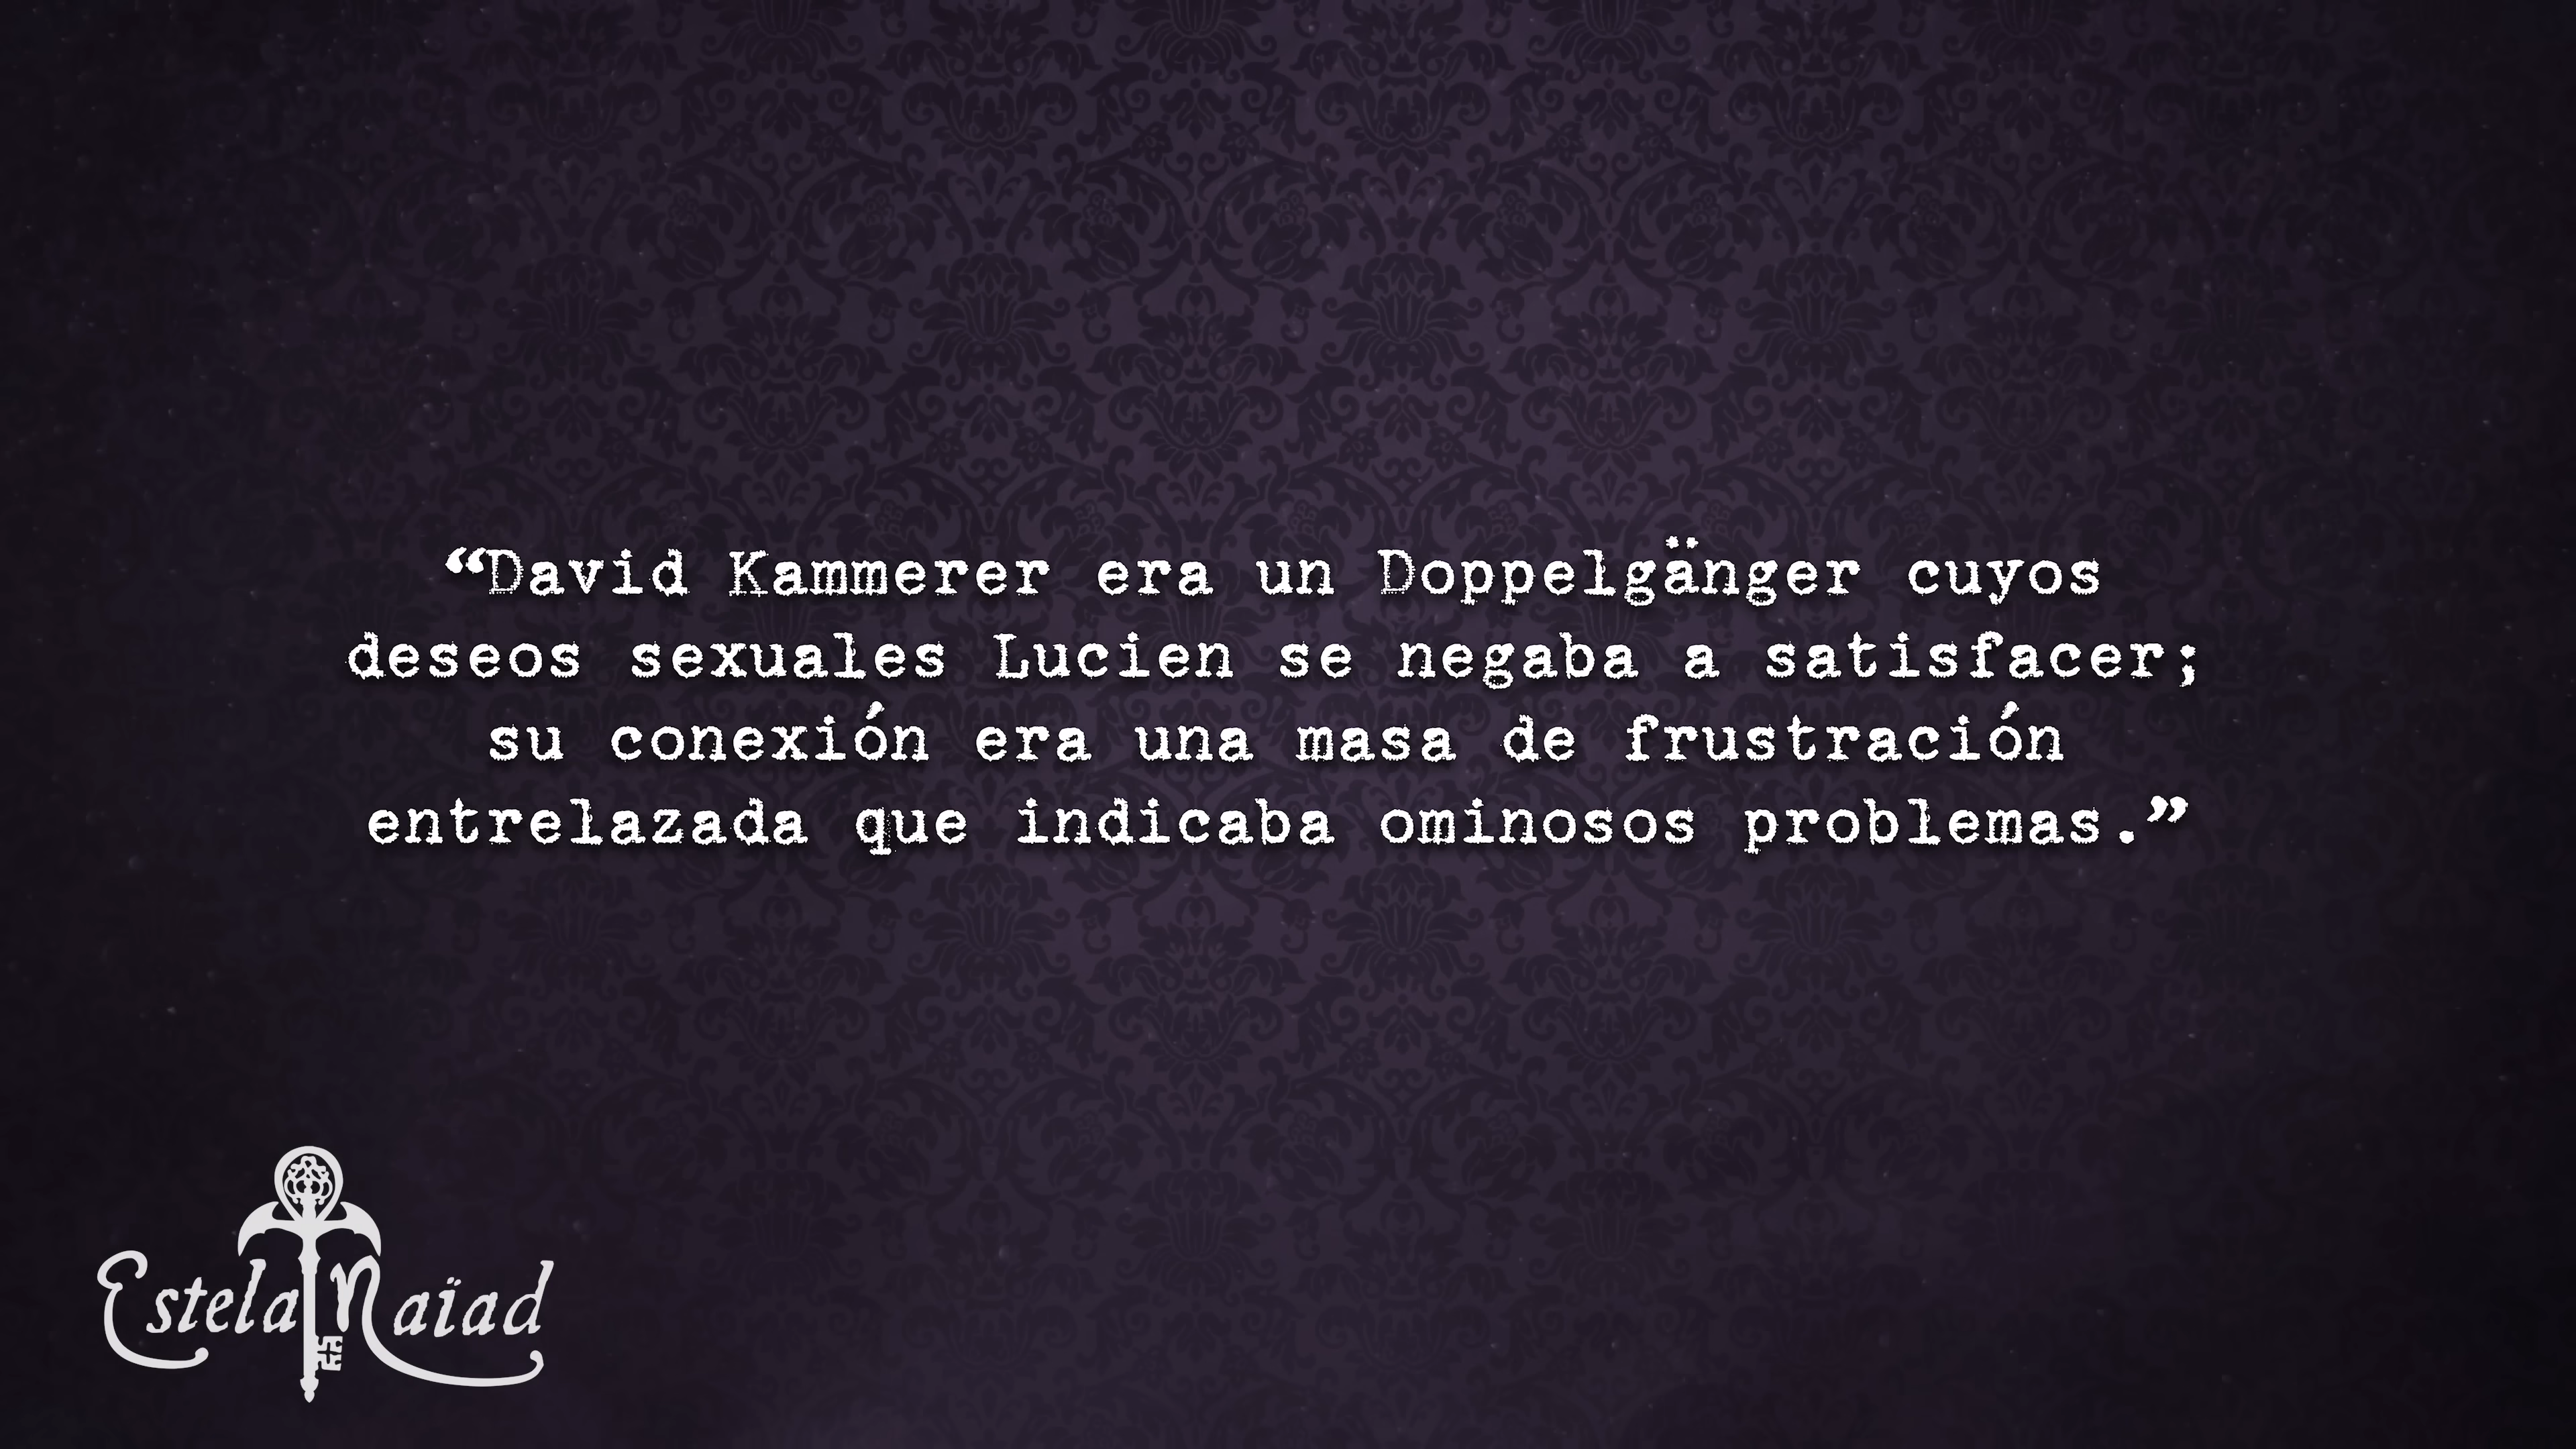 “David Kammerer era un Doppelgänger cuyos
deseos sexuales Lucien se negaba a satisfacer;
su conexión era una masa de frustración
entrelazada que indicaba ominosos problemas.”
Estela Naïad